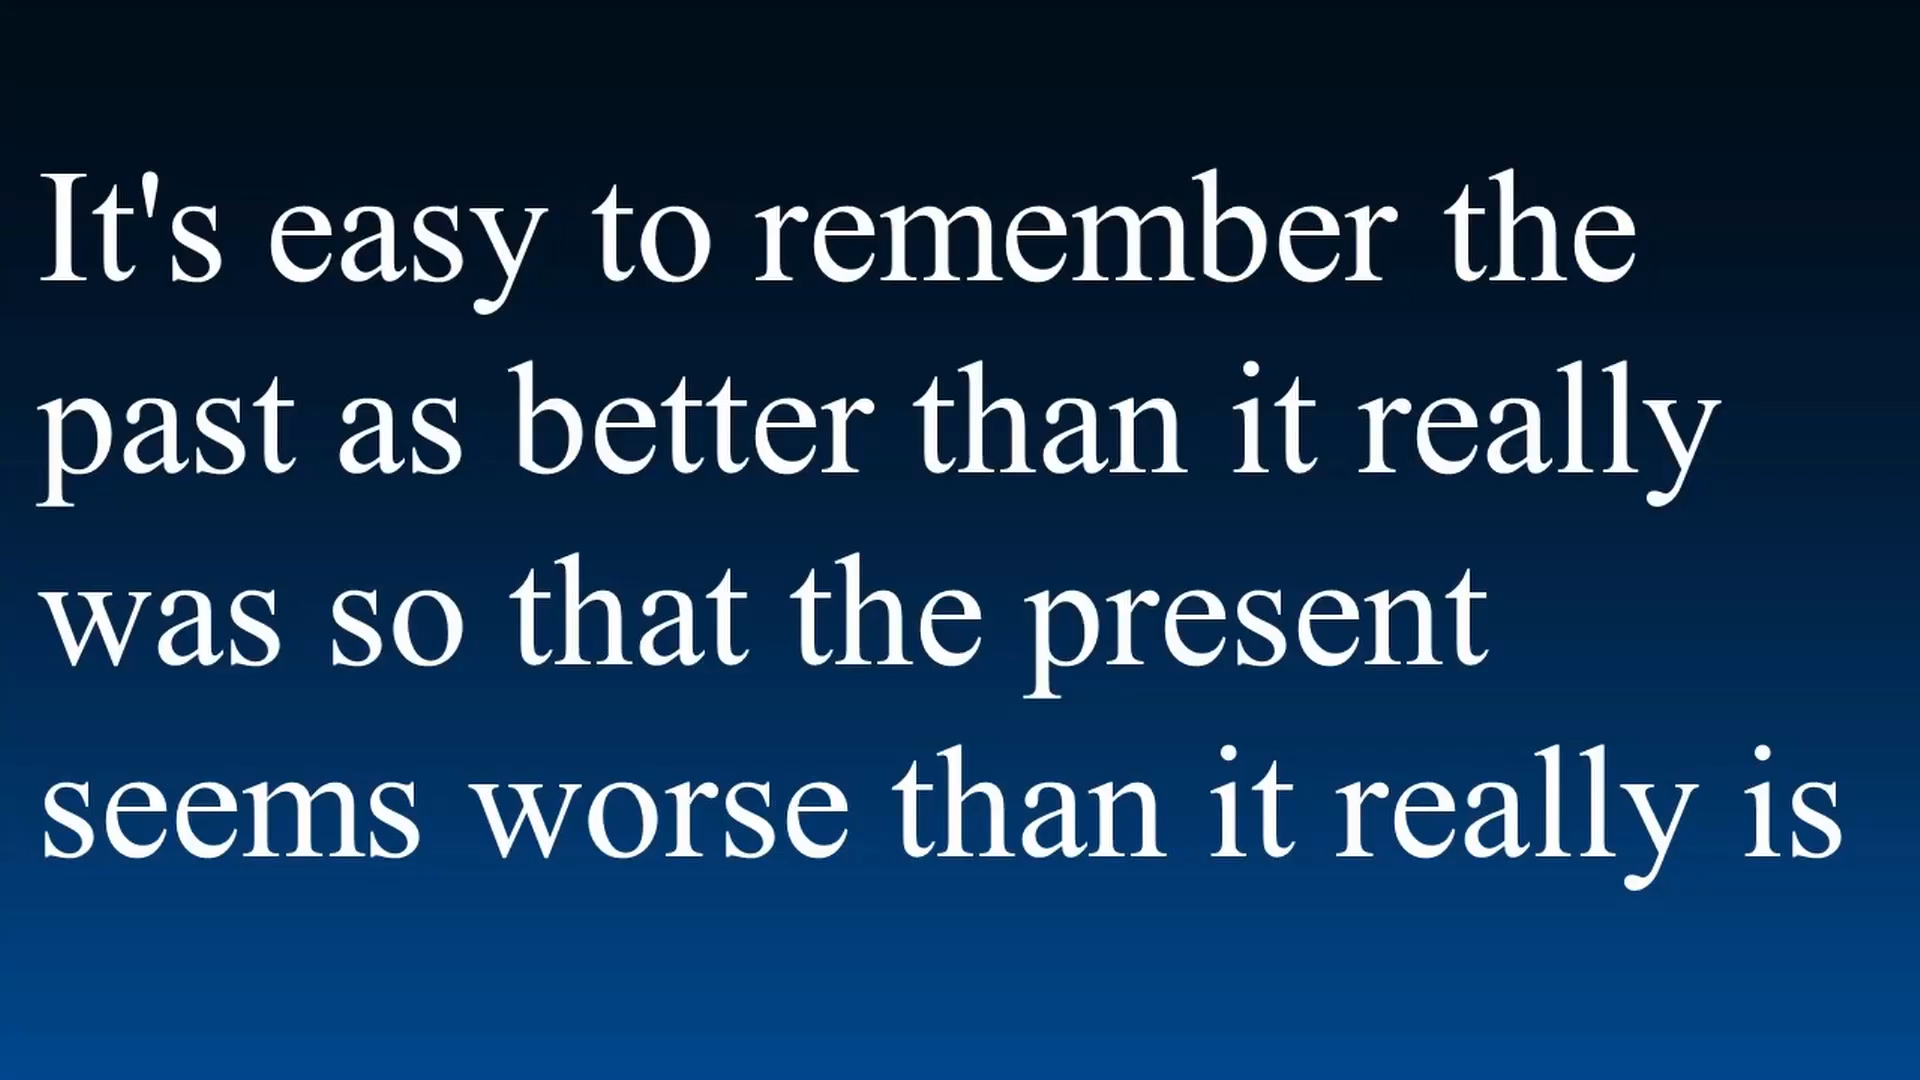 It's easy to remember the
past as better than it really
was so that the present
seems worse than it really is